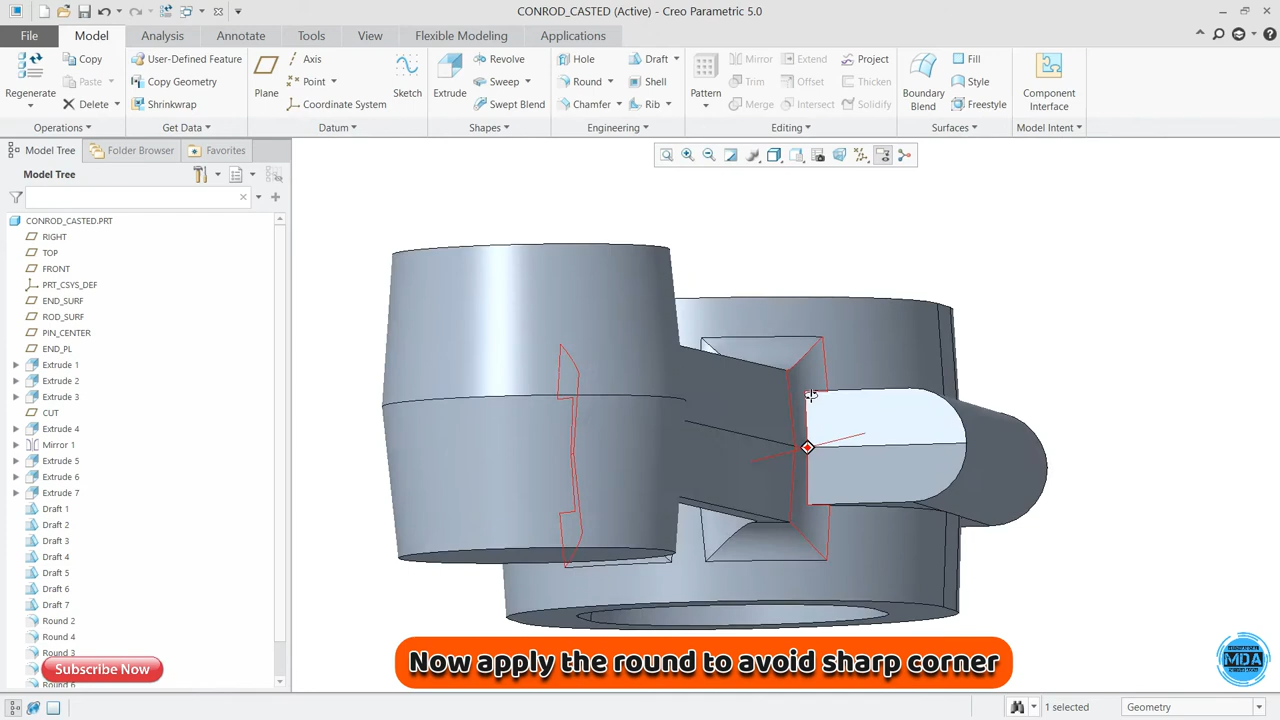 CONROD_CASTED (Active) - Creo Parametric 5.0
File
Model
Analysis
Annotate
Tools
View
Flexible Modeling
Applications
Regenerate
Copy
Paste
Delete
Operations
User-Defined Feature
Copy Geometry
Shrinkwrap
Get Data
Plane
Axis
Point
Coordinate System
Sketch
Datum
Extrude
Revolve
Sweep
Swept Blend
Shapes
Hole
Round
Chamfer
Draft
Shell
Rib
Engineering
Pattern
Mirror
Trim
Merge
Extend
Offset
Intersect
Project
Thicken
Solidify
Editing
Boundary
Blend
Fill
Style
Freestyle
Surfaces
Component
Interface
Model Intent
Model Tree
Folder Browser
Favorites
Model Tree
CONROD_CASTED.PRT
RIGHT
TOP
FRONT
PRT_CSYS_DEF
END_SURF
ROD_SURF
PIN_CENTER
END_PL
Extrude 1
Extrude 2
Extrude 3
CUT
Extrude 4
Mirror 1
Extrude 5
Extrude 6
Extrude 7
Draft 1
Draft 2
Draft 3
Draft 4
Draft 5
Draft 6
Draft 7
Round 2
Round 4
Round 3
Subscribe Now
Round 6
Now apply the round to avoid sharp corner
MDA
1 selected
Geometry